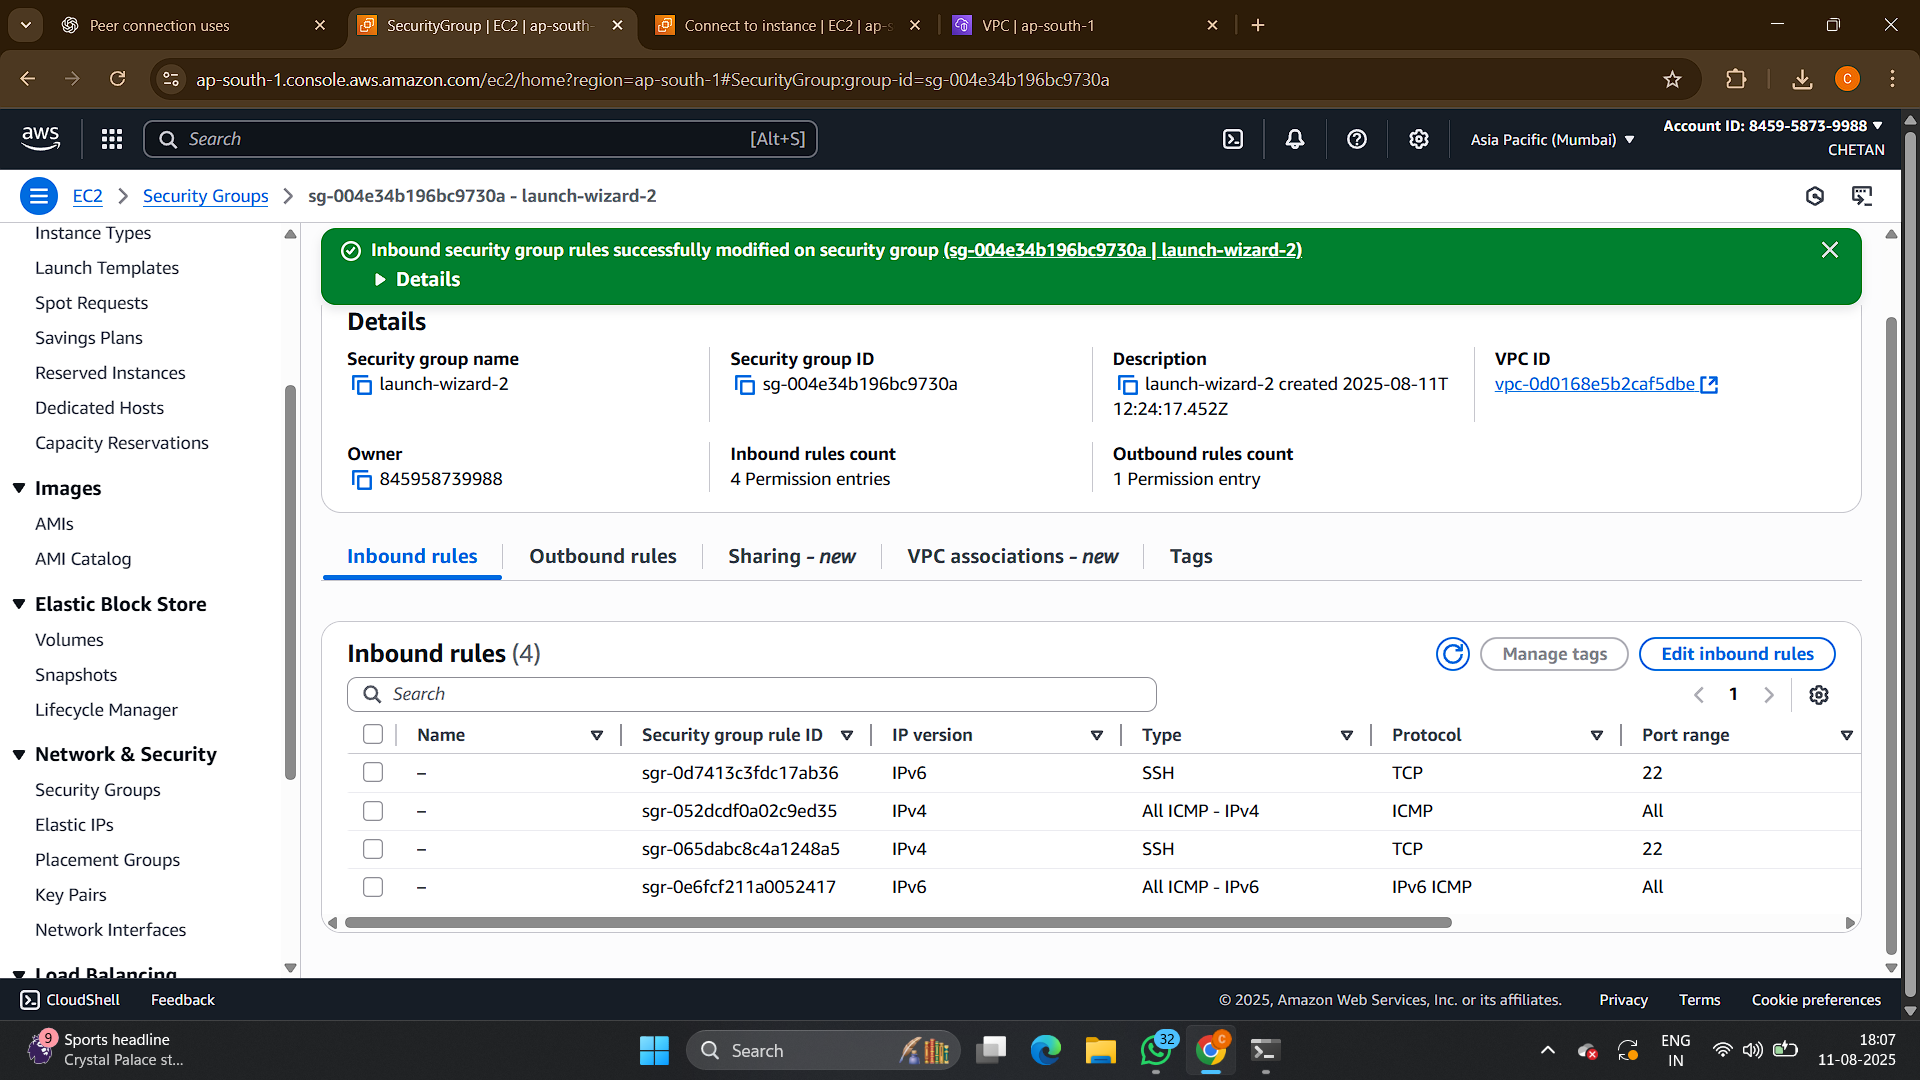 Peer connection uses
SecurityGroup | EC2 | ap-south-
Connect to instance | EC2 | ap-s
VPC | ap-south-1
ap-south-1.console.aws.amazon.com/ec2/home?region=ap-south-1#SecurityGroup:group-id=sg-004e34b196bc9730a
C
aws
Search
[Alt+S]
Asia Pacific (Mumbai)
Account ID: 8459-5873-9988
CHETAN
EC2
Security Groups
sg-004e34b196bc9730a - launch-wizard-2
Instance Types
Launch Templates
Spot Requests
Savings Plans
Reserved Instances
Dedicated Hosts
Capacity Reservations
Images
AMIs
AMI Catalog
Elastic Block Store
Volumes
Snapshots
Lifecycle Manager
Network & Security
Security Groups
Elastic IPs
Placement Groups
Key Pairs
Network Interfaces
Load Balancing
Inbound security group rules successfully modified on security group (sg-004e34b196bc9730a | launch-wizard-2)
Details
Details
Security group name
launch-wizard-2
Security group ID
sg-004e34b196bc9730a
Description
launch-wizard-2 created 2025-08-11T
12:24:17.452Z
VPC ID
vpc-0d0168e5b2caf5dbe
Owner
845958739988
Inbound rules count
4 Permission entries
Outbound rules count
1 Permission entry
Inbound rules
Outbound rules
Sharing - new
VPC associations - new
Tags
Inbound rules (4)
Manage tags
Edit inbound rules
Search
1
Name Security group rule ID IP version Type Protocol Port range
– sgr-0d7413c3fdc17ab36 IPv6 SSH TCP 22
– sgr-052dcdf0a02c9ed35 IPv4 All ICMP - IPv4 ICMP All
– sgr-065dabc8c4a1248a5 IPv4 SSH TCP 22
– sgr-0e6fcf211a0052417 IPv6 All ICMP - IPv6 IPv6 ICMP All
CloudShell
Feedback
© 2025, Amazon Web Services, Inc. or its affiliates.
Privacy
Terms
Cookie preferences
9
Sports headline
Crystal Palace st...
Search
32
C
ENG
IN
18:07
11-08-2025